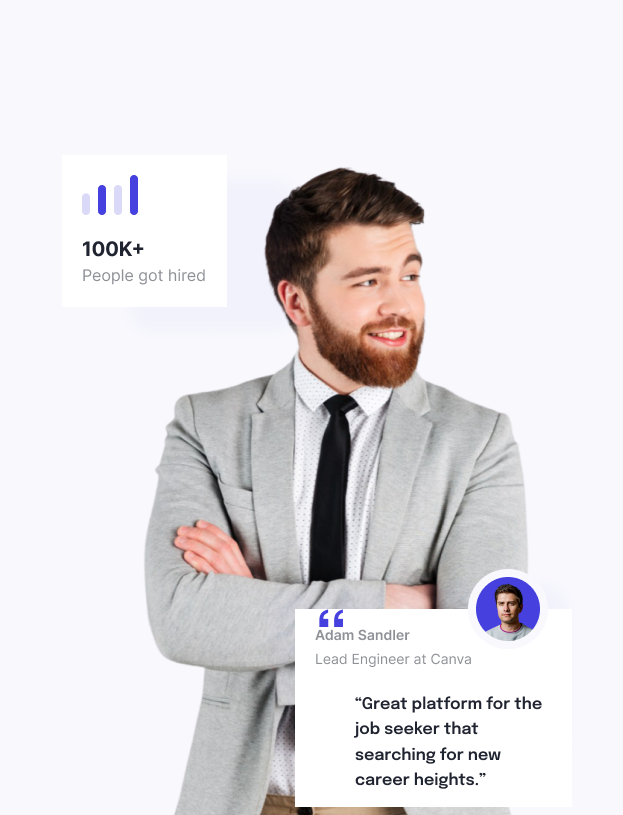 100K+
People got hired
“
Adam Sandler
Lead Engineer at Canva
“Great platform for the
job seeker that
searching for new
career heights.”